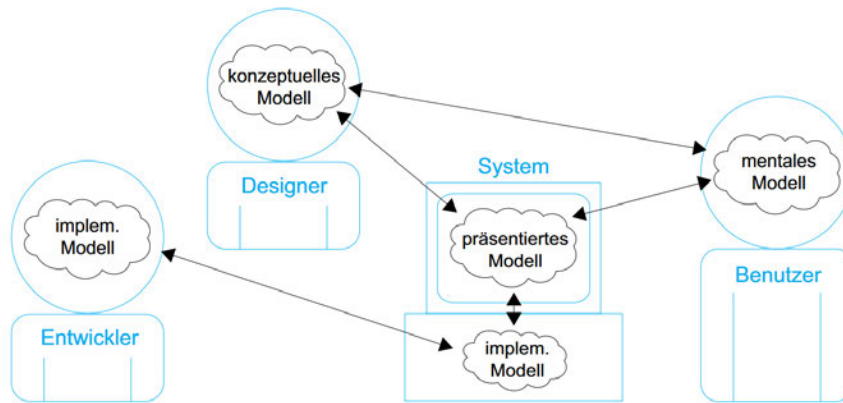 konzeptuelles
Modell
Designer
System
mentales
Modell
implem.
Modell
präsentiertes
Modell
Benutzer
Entwickler
implem.
Modell